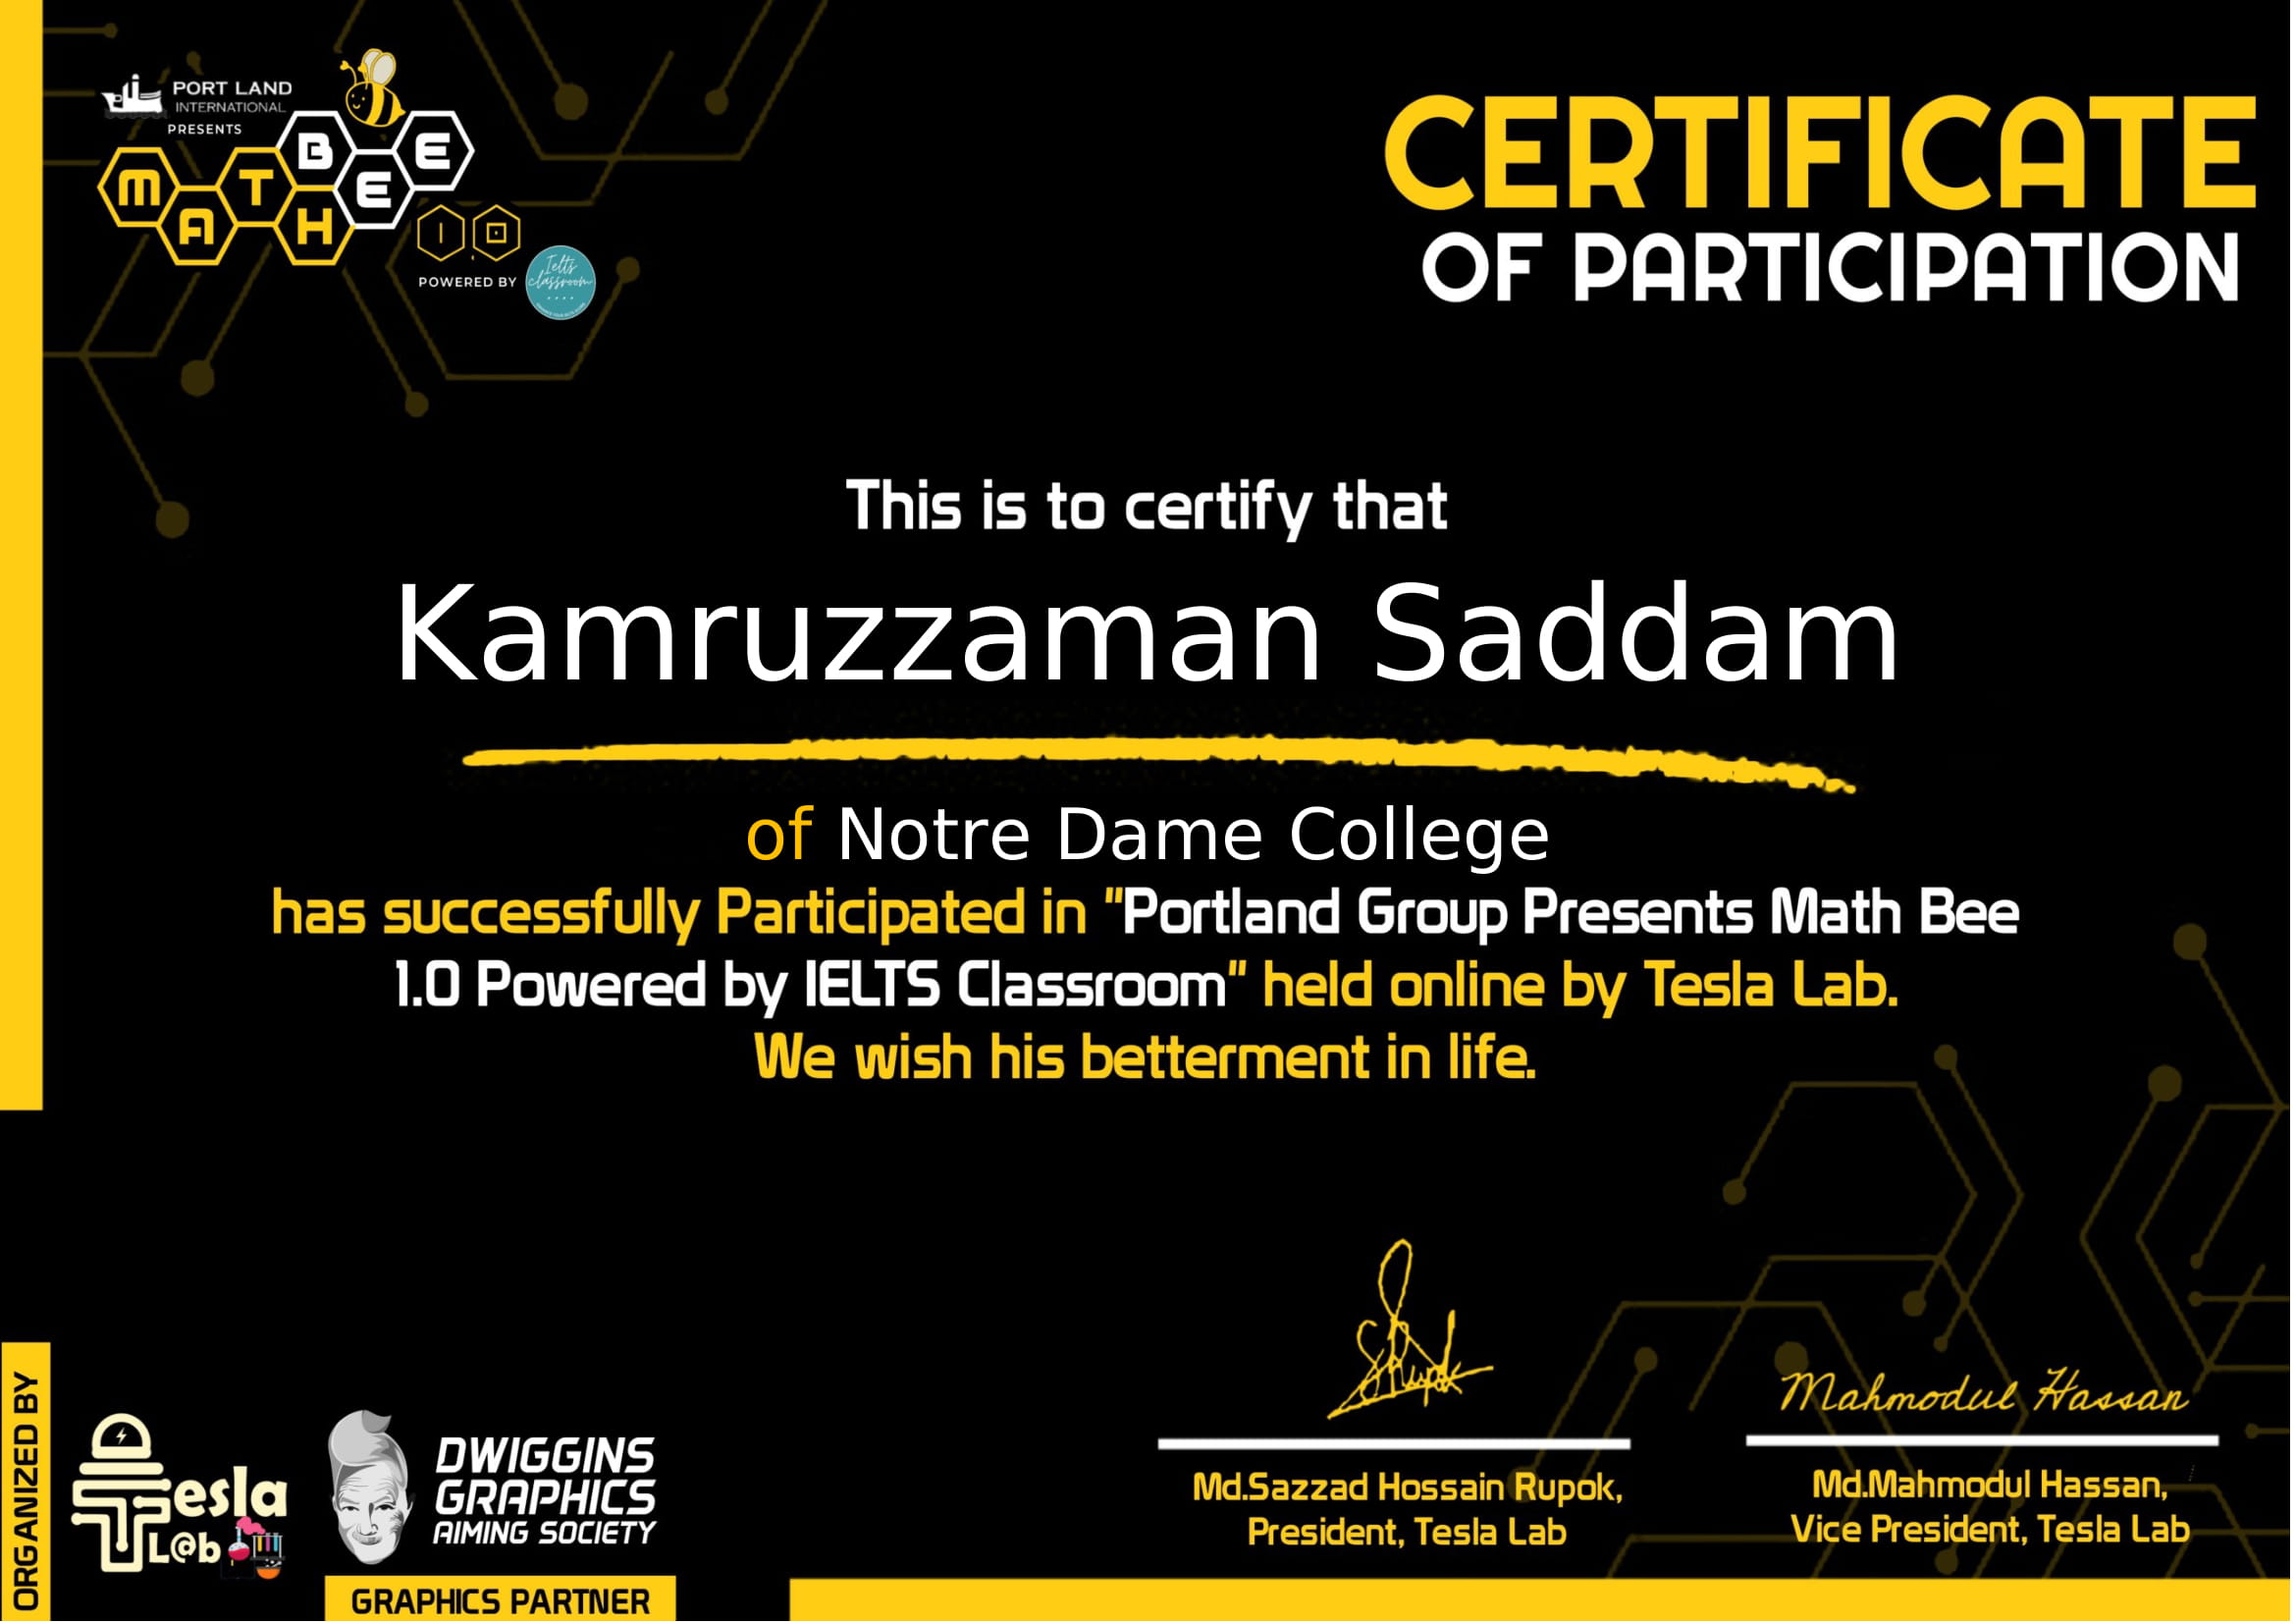 PORT LAND
INTERNATIONAL
PRESENTS
MATH BEE
1.0
POWERED BY
Ielts
classroom
CERTIFICATE
OF PARTICIPATION
This is to certify that
Kamruzzaman Saddam
of Notre Dame College
has successfully Participated in "Portland Group Presents Math Bee
1.0 Powered by IELTS Classroom" held online by Tesla Lab.
We wish his betterment in life.
ORGANIZED BY
Tesla
L@b
DWIGGINS
GRAPHICS
AIMING SOCIETY
GRAPHICS PARTNER
SRupok
Md.Sazzad Hossain Rupok,
President, Tesla Lab
Mahmodul Hassan
Md.Mahmodul Hassan,
Vice President, Tesla Lab